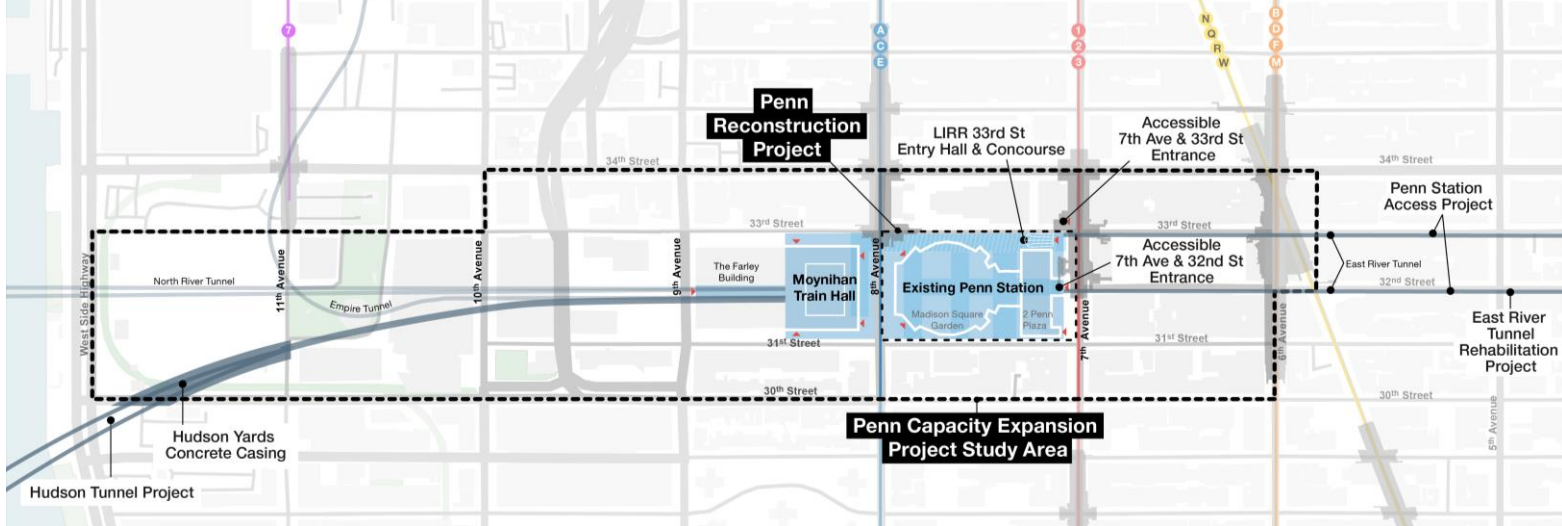 7
A
C
E
1
2
3
N
Q
R
W
B
D
F
M
Penn
Reconstruction
Project
LIRR 33rd St
Entry Hall & Concourse
Accessible
7th Ave & 33rd St
Entrance
34th Street
34th Street
Penn Station
Access Project
33rd Street
33rd Street
West Side Highway
11th Avenue
10th Avenue
9th Avenue
8th Avenue
7th Avenue
6th Avenue
5th Avenue
North River Tunnel
Empire Tunnel
The Farley
Building
Moynihan
Train Hall
Existing Penn Station
Madison Square
Garden
2 Penn
Plaza
Accessible
7th Ave & 32nd St
Entrance
East River Tunnel
32nd Street
31st Street
31st Street
East River
Tunnel
Rehabilitation
Project
30th Street
30th Street
Penn Capacity Expansion
Project Study Area
Hudson Yards
Concrete Casing
Hudson Tunnel Project